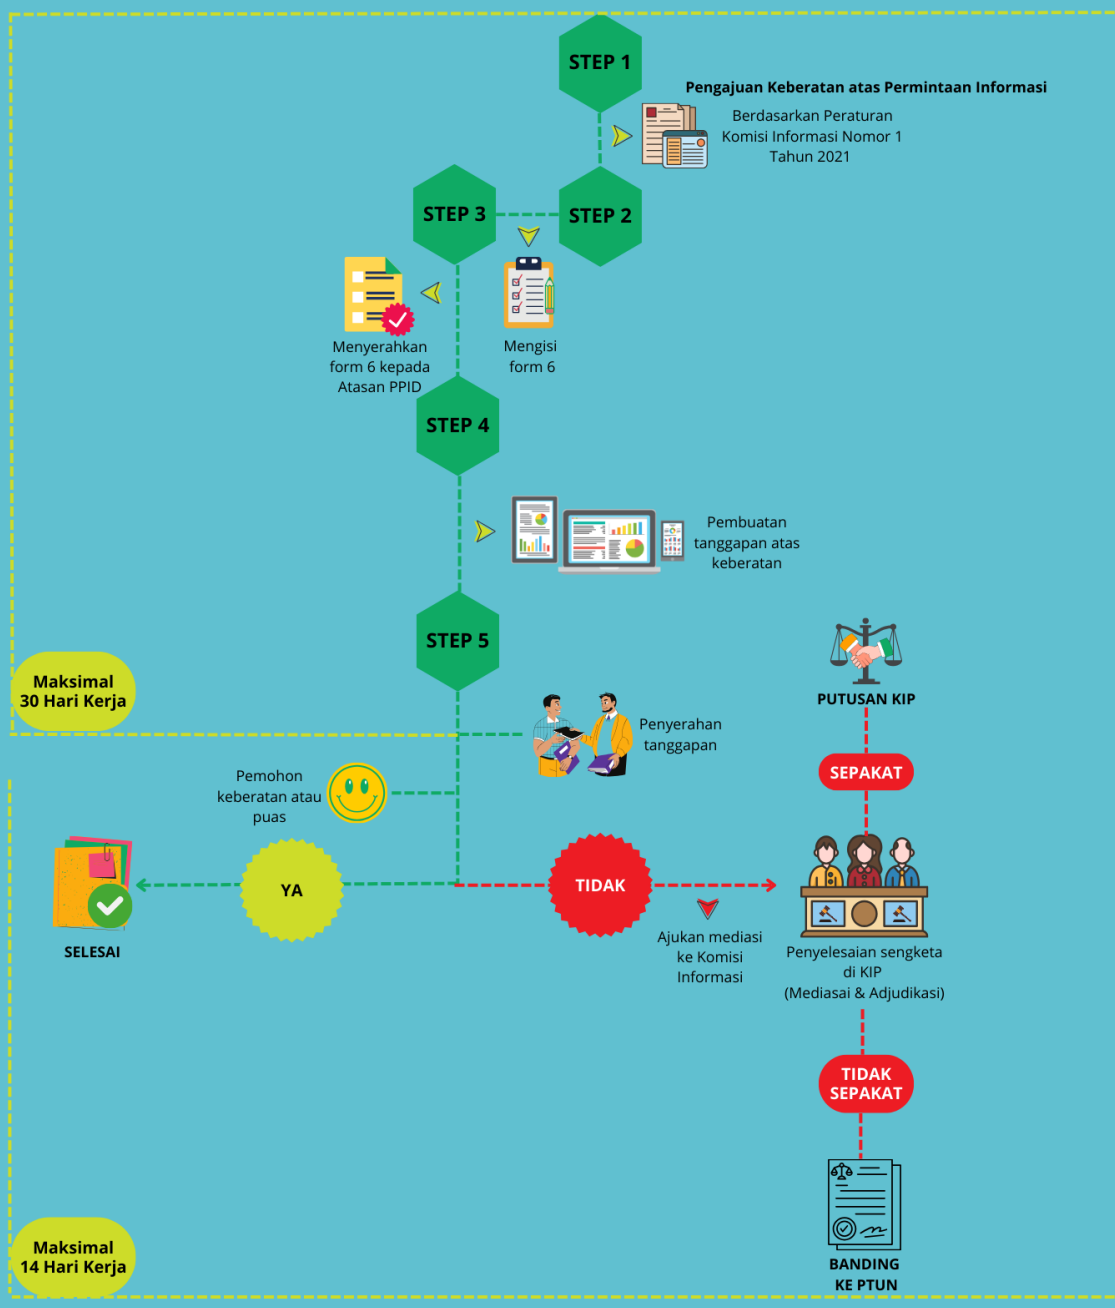 STEP 1
Pengajuan Keberatan atas Permintaan Informasi
Berdasarkan Peraturan
Komisi Informasi Nomor 1
Tahun 2021
STEP 3
STEP 2
Menyerahkan
form 6 kepada
Atasan PPID
Mengisi
form 6
STEP 4
Pembuatan
tanggapan atas
keberatan
STEP 5
Maksimal
30 Hari Kerja
PUTUSAN KIP
Penyerahan
tanggapan
SEPAKAT
Pemohon
keberatan atau
puas
YA
TIDAK
SELESAI
Ajukan mediasi
ke Komisi
Informasi
Penyelesaian sengketa
di KIP
(Mediasai & Adjudikasi)
TIDAK
SEPAKAT
Maksimal
14 Hari Kerja
BANDING
KE PTUN